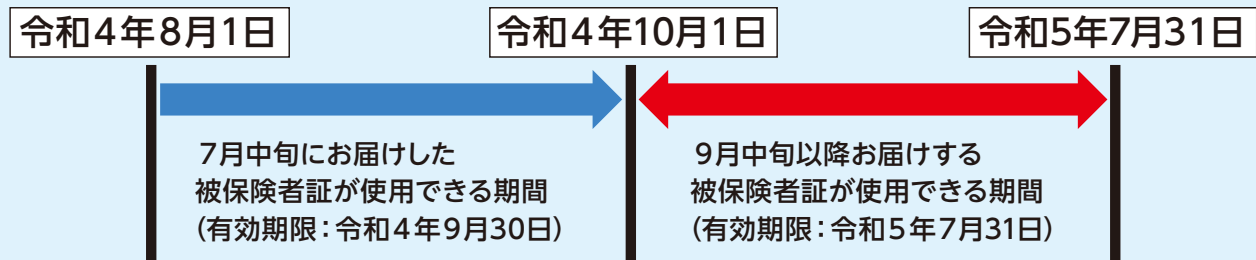 令和4年8月1日
令和4年10月1日
令和5年7月31日
7月中旬にお届けした
被保険者証が使用できる期間
(有効期限:令和4年9月30日)
9月中旬以降お届けする
被保険者証が使用できる期間
(有効期限:令和5年7月31日)